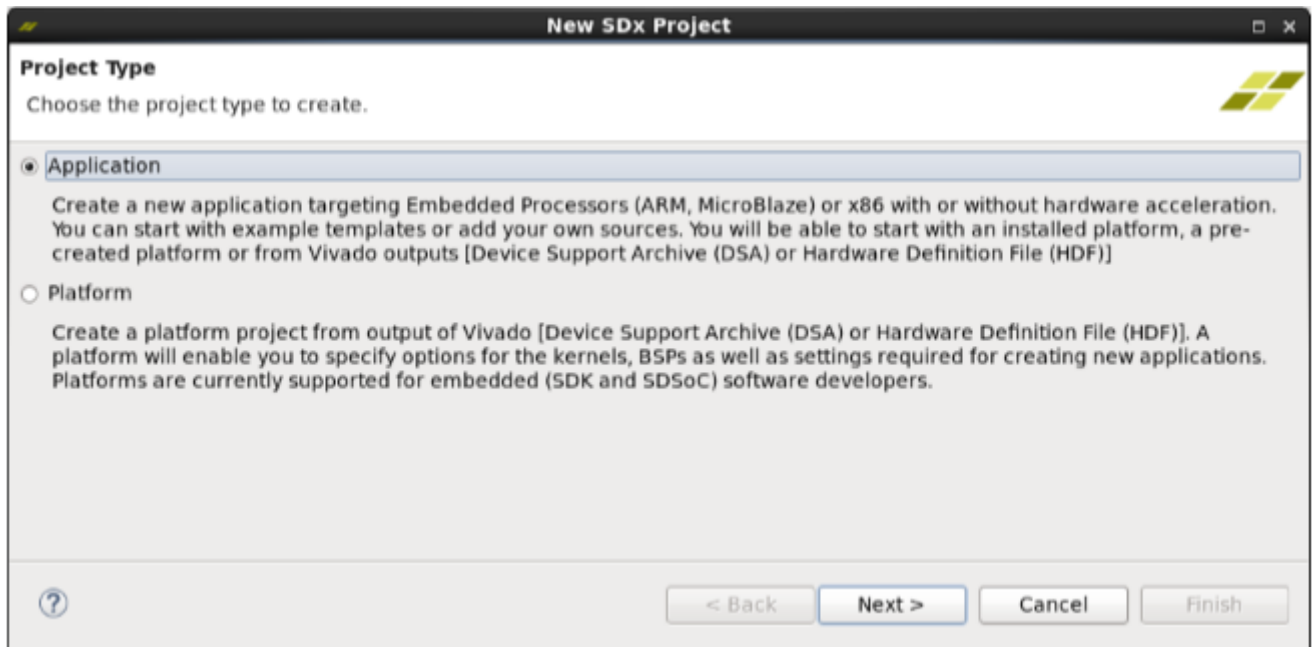 New SDx Project
Project Type
Choose the project type to create.
Application
Create a new application targeting Embedded Processors (ARM, MicroBlaze) or x86 with or without hardware acceleration.
You can start with example templates or add your own sources. You will be able to start with an installed platform, a pre-
created platform or from Vivado outputs [Device Support Archive (DSA) or Hardware Definition File (HDF)]
Platform
Create a platform project from output of Vivado [Device Support Archive (DSA) or Hardware Definition File (HDF)]. A
platform will enable you to specify options for the kernels, BSPs as well as settings required for creating new applications.
Platforms are currently supported for embedded (SDK and SDSoC) software developers.
? < Back Next > Cancel Finish